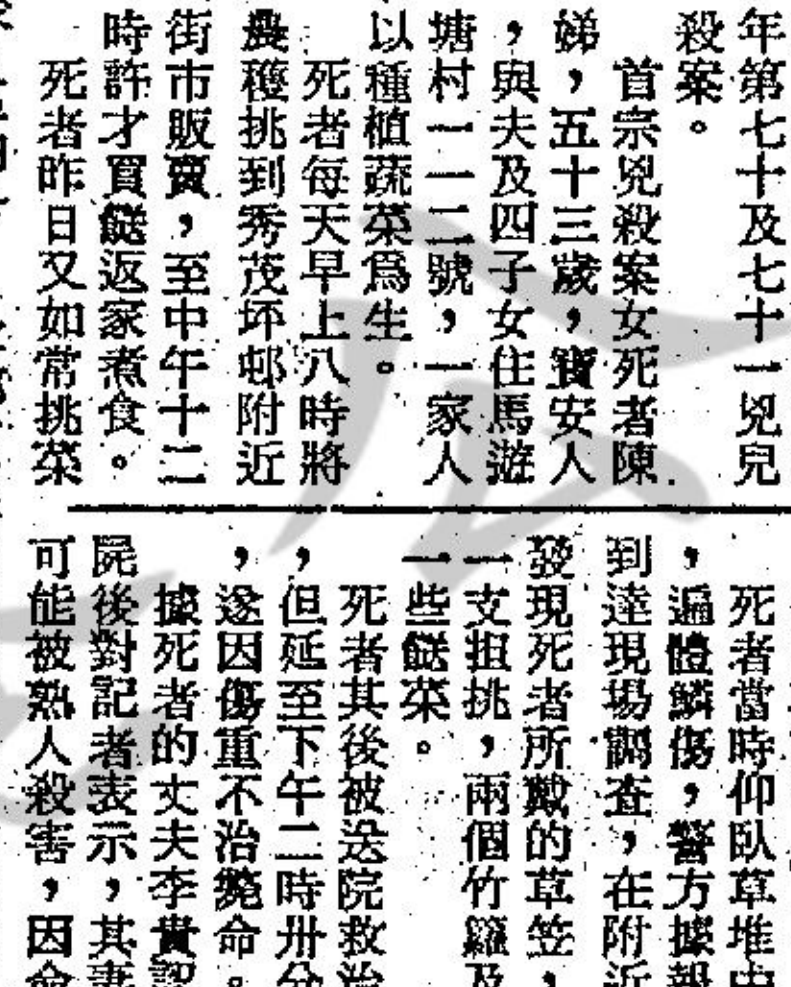 年第七十及七十一兇兒
殺案。
首宗兇殺案女死者陳
娣，五十三歲，寶安人
，與夫及四子女住馬遊
塘村一一二號，一家人
以種植蔬菜爲生。
死者每天早上八時將
農穫挑到秀茂坪邨附近
街市販賣，至中午十二
時許才買餸返家煮食。
死者昨日又如常挑菜
死者當時仰臥草堆中
，遍體鱗傷，警方據報
到達現場調查，在附近
發現死者所戴的草笠，
一支担挑，兩個竹籮及
一些餸菜。
死者其後被送院救治
，但延至下午二時卅分
，遂因傷重不治斃命。
據死者的丈夫李貴認
屍後對記者表示，其妻
可能被熟人殺害，因命